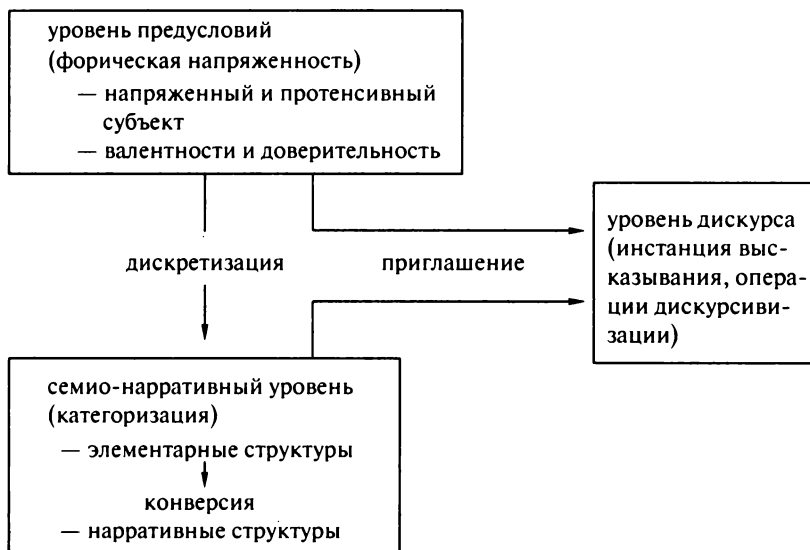 уровень предусловий
(форическая напряженность)
— напряженный и протенсивный
субъект
— валентности и доверительность
дискретизация
приглашение
уровень дискурса
(инстанция выс-
казывания, опера-
ции дискурсиви-
зации)
семио-нарративный уровень
(категоризация)
— элементарные структуры
конверсия
— нарративные структуры